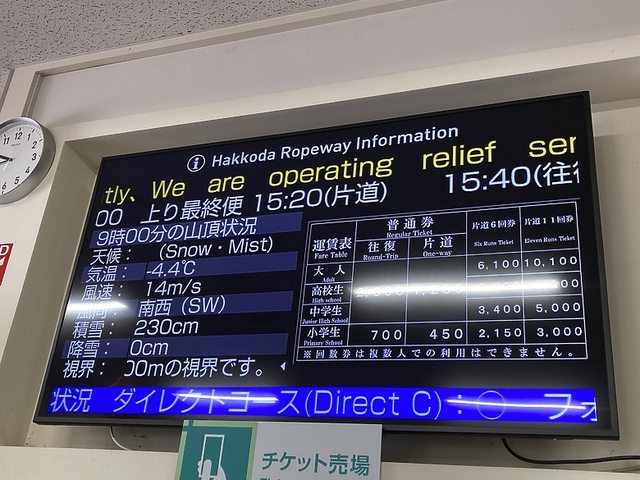 Hakkoda Ropeway Information
tly、We are operating relief ser
00 上り最終便 15:20(片道) 15:40(往
9時00分の山頂状況
天候： (Snow・Mist)
気温： -4.4℃
風速： 14m/s
風向： 南西（SW）
積雪： 230cm
降雪： 0cm
視界： 00mの視界です。
運賃表
Fare Table
普通券
Regular Ticket
往復
Round-Trip
片道
One-way
片道6回券
Six Runs Ticket
片道11回券
Eleven Runs Ticket
大人
Adult
6,100 10,100
高校生
High school
中学生
Junior High School
3,400 5,000
小学生
Primary School
700 450 2,150 3,000
※回数券は複数人での利用はできません。
状況 ダイレクトコース(Direct C)：○ フォ
チケット売場